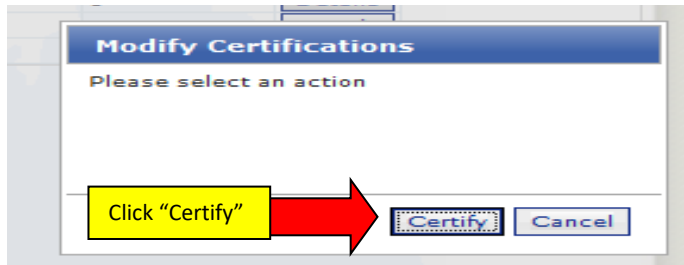 Modify Certifications
Please select an action
Click “Certify”
Certify Cancel